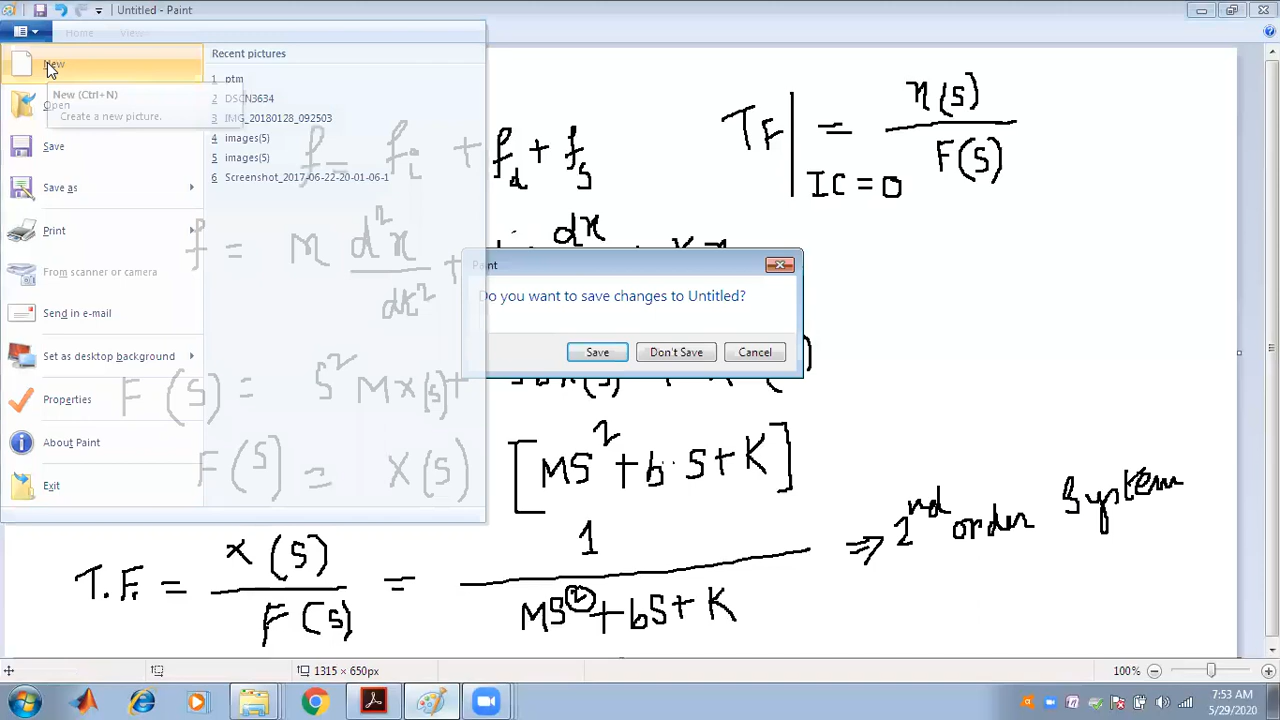 Untitled - Paint
Home View
New
New (Ctrl+N)
Create a new picture.
Open
Save
Save as
Print
From scanner or camera
Send in e-mail
Set as desktop background
Properties
About Paint
Exit
Recent pictures
1 ptm
2 DSCN3634
3 IMG_20180128_092503
4 images(5)
5 images(5)
6 Screenshot_2017-06-22-20-01-06-1
Paint
Do you want to save changes to Untitled?
Save Don't Save Cancel
TF| IC = 0 = x(s) / F(s)
f = fi + fd + fs
f = m d²x / dt² +
dx
F(S) = S² M X(S) +
F(S) = X(S) [MS² + b·S + K]
T.F. = X(S) / F(S) = 1 / MS² + bS + K ⇒ 2nd order System
1315 × 650px
100%
7:53 AM
5/29/2020